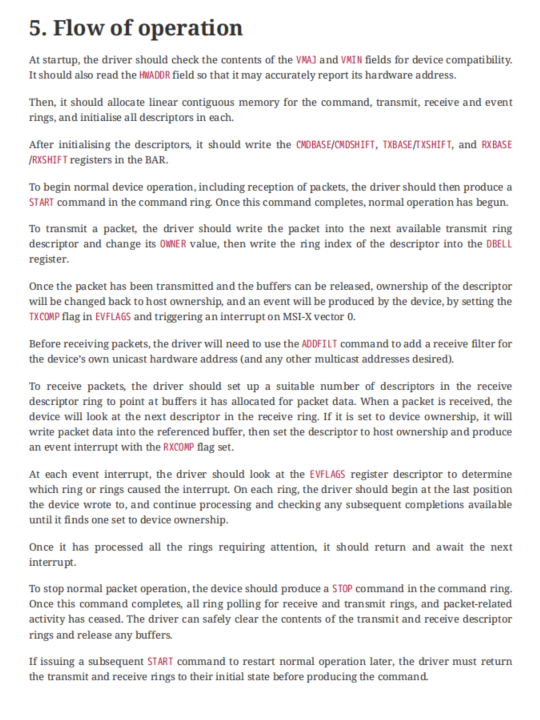 5. Flow of operation
At startup, the driver should check the contents of the VMAJ and VMIN fields for device compatibility.
It should also read the HWADDR field so that it may accurately report its hardware address.
Then, it should allocate linear contiguous memory for the command, transmit, receive and event
rings, and initialise all descriptors in each.
After initialising the descriptors, it should write the CMDBASE/CMDSHIFT, TXBASE/TXSHIFT, and RXBASE
/RXSHIFT registers in the BAR.
To begin normal device operation, including reception of packets, the driver should then produce a
START command in the command ring. Once this command completes, normal operation has begun.
To transmit a packet, the driver should write the packet into the next available transmit ring
descriptor and change its OWNER value, then write the ring index of the descriptor into the DBELL
register.
Once the packet has been transmitted and the buffers can be released, ownership of the descriptor
will be changed back to host ownership, and an event will be produced by the device, by setting the
TXCOMP flag in EVFLAGS and triggering an interrupt on MSI-X vector 0.
Before receiving packets, the driver will need to use the ADDFILT command to add a receive filter for
the device's own unicast hardware address (and any other multicast addresses desired).
To receive packets, the driver should set up a suitable number of descriptors in the receive
descriptor ring to point at buffers it has allocated for packet data. When a packet is received, the
device will look at the next descriptor in the receive ring. If it is set to device ownership, it will
write packet data into the referenced buffer, then set the descriptor to host ownership and produce
an event interrupt with the RXCOMP flag set.
At each event interrupt, the driver should look at the EVFLAGS register descriptor to determine
which ring or rings caused the interrupt. On each ring, the driver should begin at the last position
the device wrote to, and continue processing and checking any subsequent completions available
until it finds one set to device ownership.
Once it has processed all the rings requiring attention, it should return and await the next
interrupt.
To stop normal packet operation, the device should produce a STOP command in the command ring.
Once this command completes, all ring polling for receive and transmit rings, and packet-related
activity has ceased. The driver can safely clear the contents of the transmit and receive descriptor
rings and release any buffers.
If issuing a subsequent START command to restart normal operation later, the driver must return
the transmit and receive rings to their initial state before producing the command.